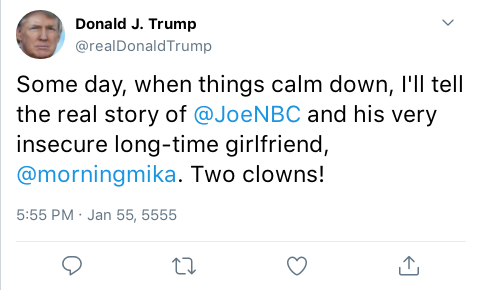 Donald J. Trump
@realDonaldTrump
Some day, when things calm down, I'll tell
the real story of @JoeNBC and his very
insecure long-time girlfriend,
@morningmika. Two clowns!
5:55 PM · Jan 55, 5555